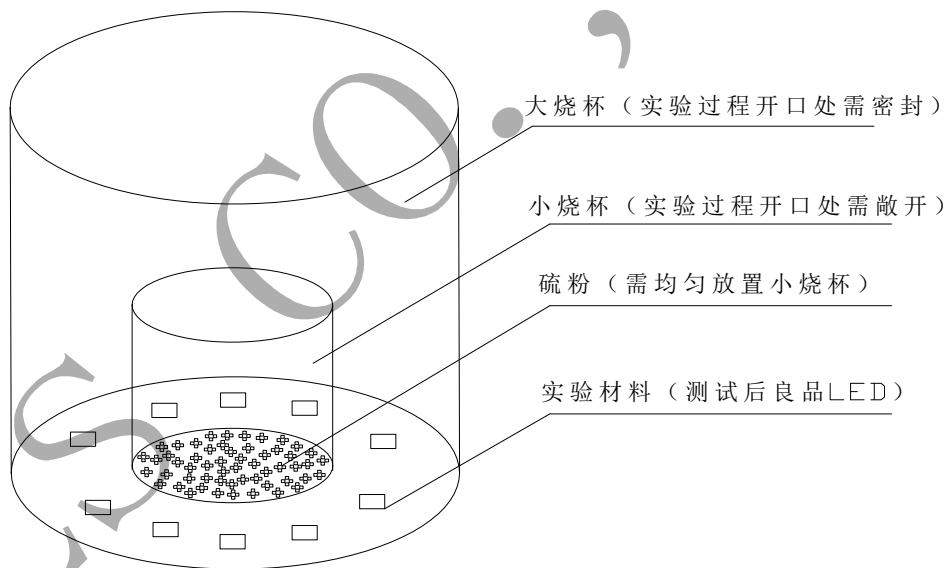 大烧杯（实验过程开口处需密封）
小烧杯（实验过程开口处需敞开）
硫粉（需均匀放置小烧杯）
实验材料（测试后良品LED）
S CO.,